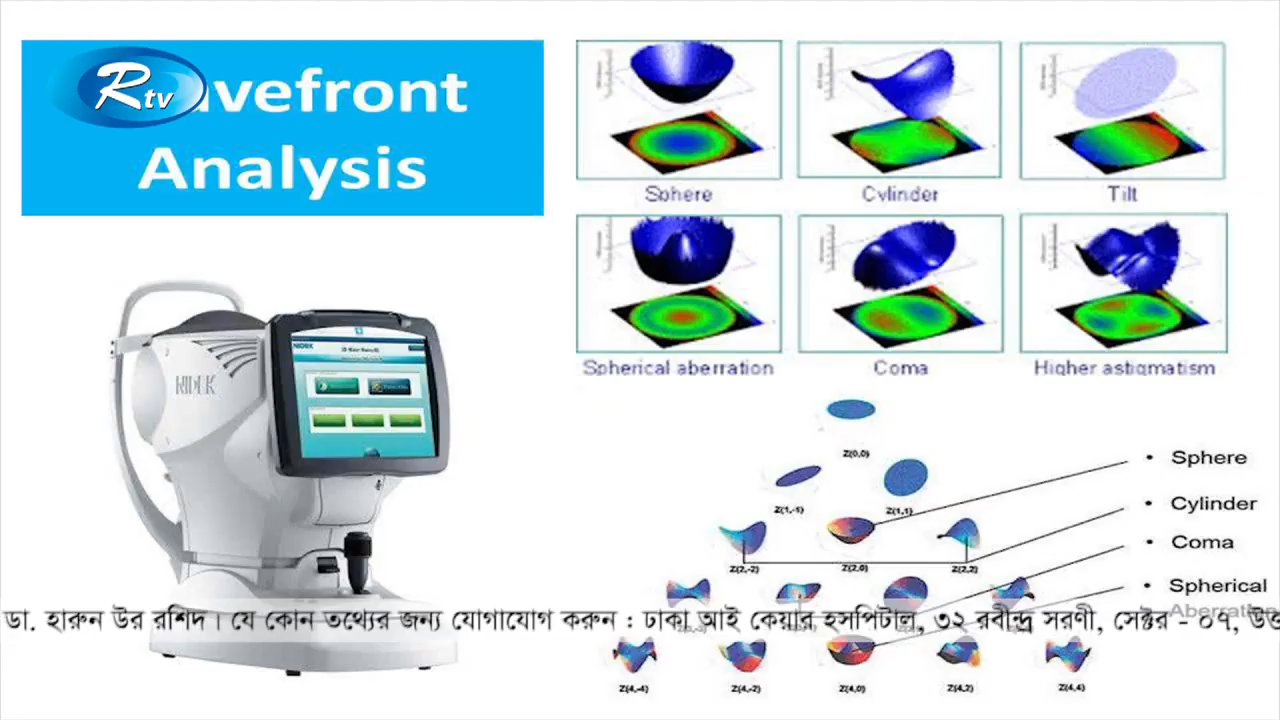 Rtv
avefront
Analysis
Sphere
Cylinder
Tilt
Spherical aberration
Coma
Higher astigmatism
NIDEK
NIDEK
Z(0,0)
Z(1,-1)
Z(1,1)
Z(2,-2)
Z(2,0)
Z(2,2)
• Sphere
• Cylinder
• Coma
• Spherical
Aberration
ডা. হারুন উর রশিদ। যে কোন তথ্যের জন্য যোগাযোগ করুন : ঢাকা আই কেয়ার হসপিটাল, ৩২ রবীন্দ্র সরণী, সেক্টর - ০৭, উত্ত
Z(4,-4)
Z(4,-2)
Z(4,0)
Z(4,2)
Z(4,4)